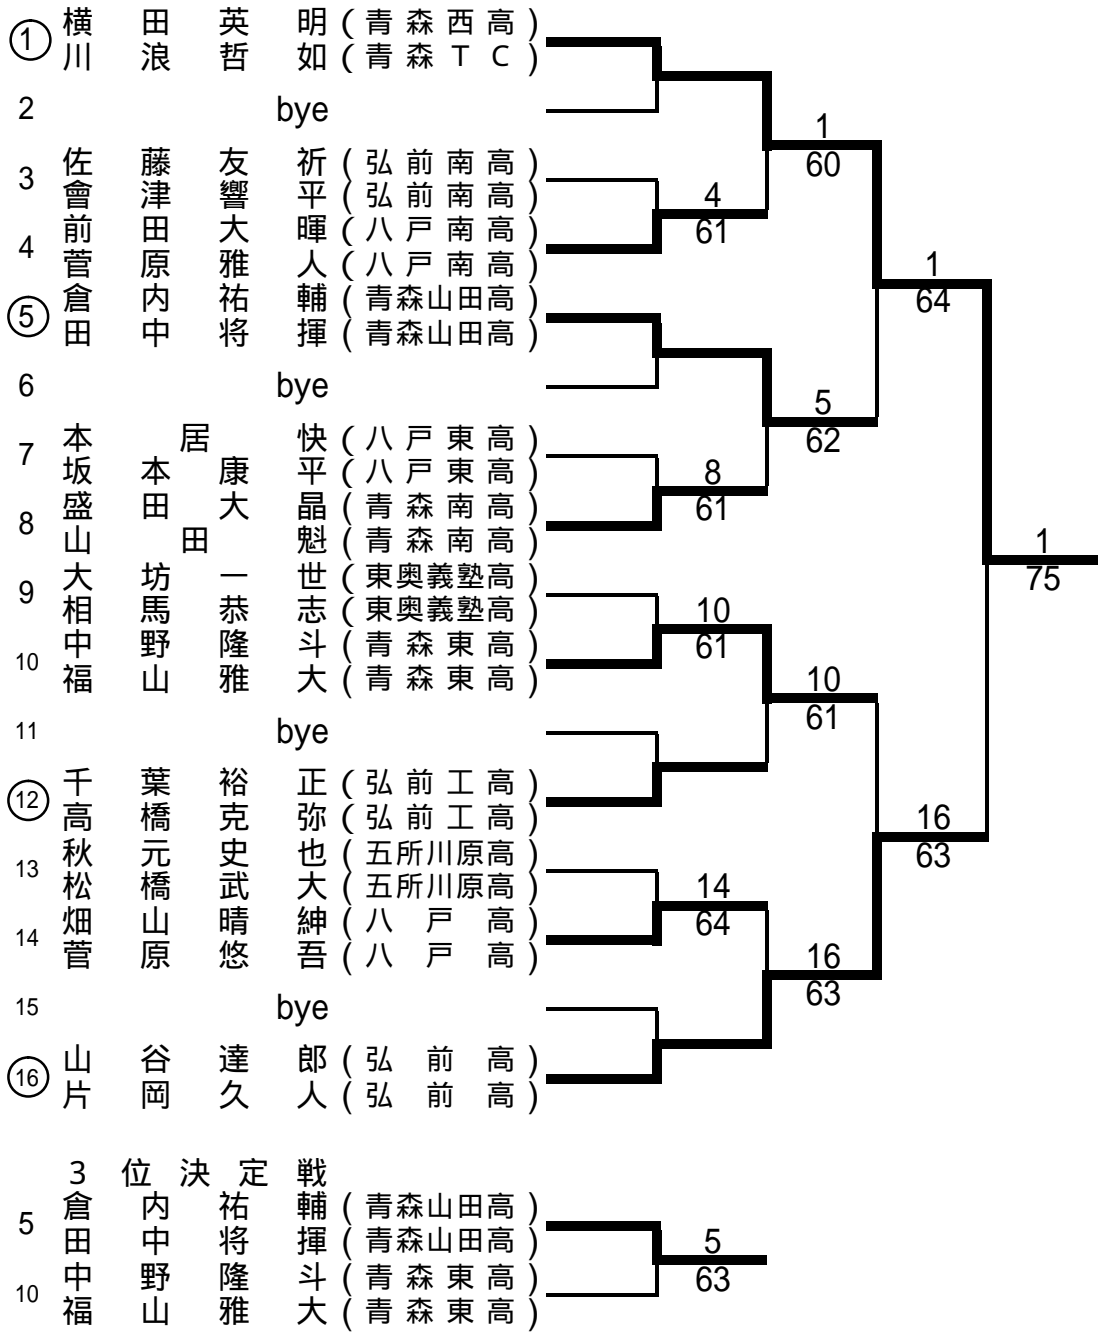 ① 横田英明 (青森西高)
川浪哲如 (青森TC)
2 bye
1
60
3 佐藤友祈 (弘前南高)
會津響平 (弘前南高)
4
61
4 前田大暉 (八戸南高)
菅原雅人 (八戸南高)
1
64
⑤ 倉内祐輔 (青森山田高)
田中将揮 (青森山田高)
6 bye
5
62
7 本居快 (八戸東高)
坂本康平 (八戸東高)
8
61
8 盛田大晶 (青森南高)
山田魁 (青森南高)
1
75
9 大坊一世 (東奥義塾高)
相馬恭志 (東奥義塾高)
10
61
10 中野隆斗 (青森東高)
福山雅大 (青森東高)
10
61
11 bye
⑫ 千葉裕正 (弘前工高)
高橋克弥 (弘前工高)
16
63
13 秋元史也 (五所川原高)
松橋武大 (五所川原高)
14
64
14 畑山晴紳 (八戸高)
菅原悠吾 (八戸高)
16
63
15 bye
⑯ 山谷達郎 (弘前高)
片岡久人 (弘前高)
3位決定戦
5 倉内祐輔 (青森山田高)
田中将揮 (青森山田高)
5
63
10 中野隆斗 (青森東高)
福山雅大 (青森東高)